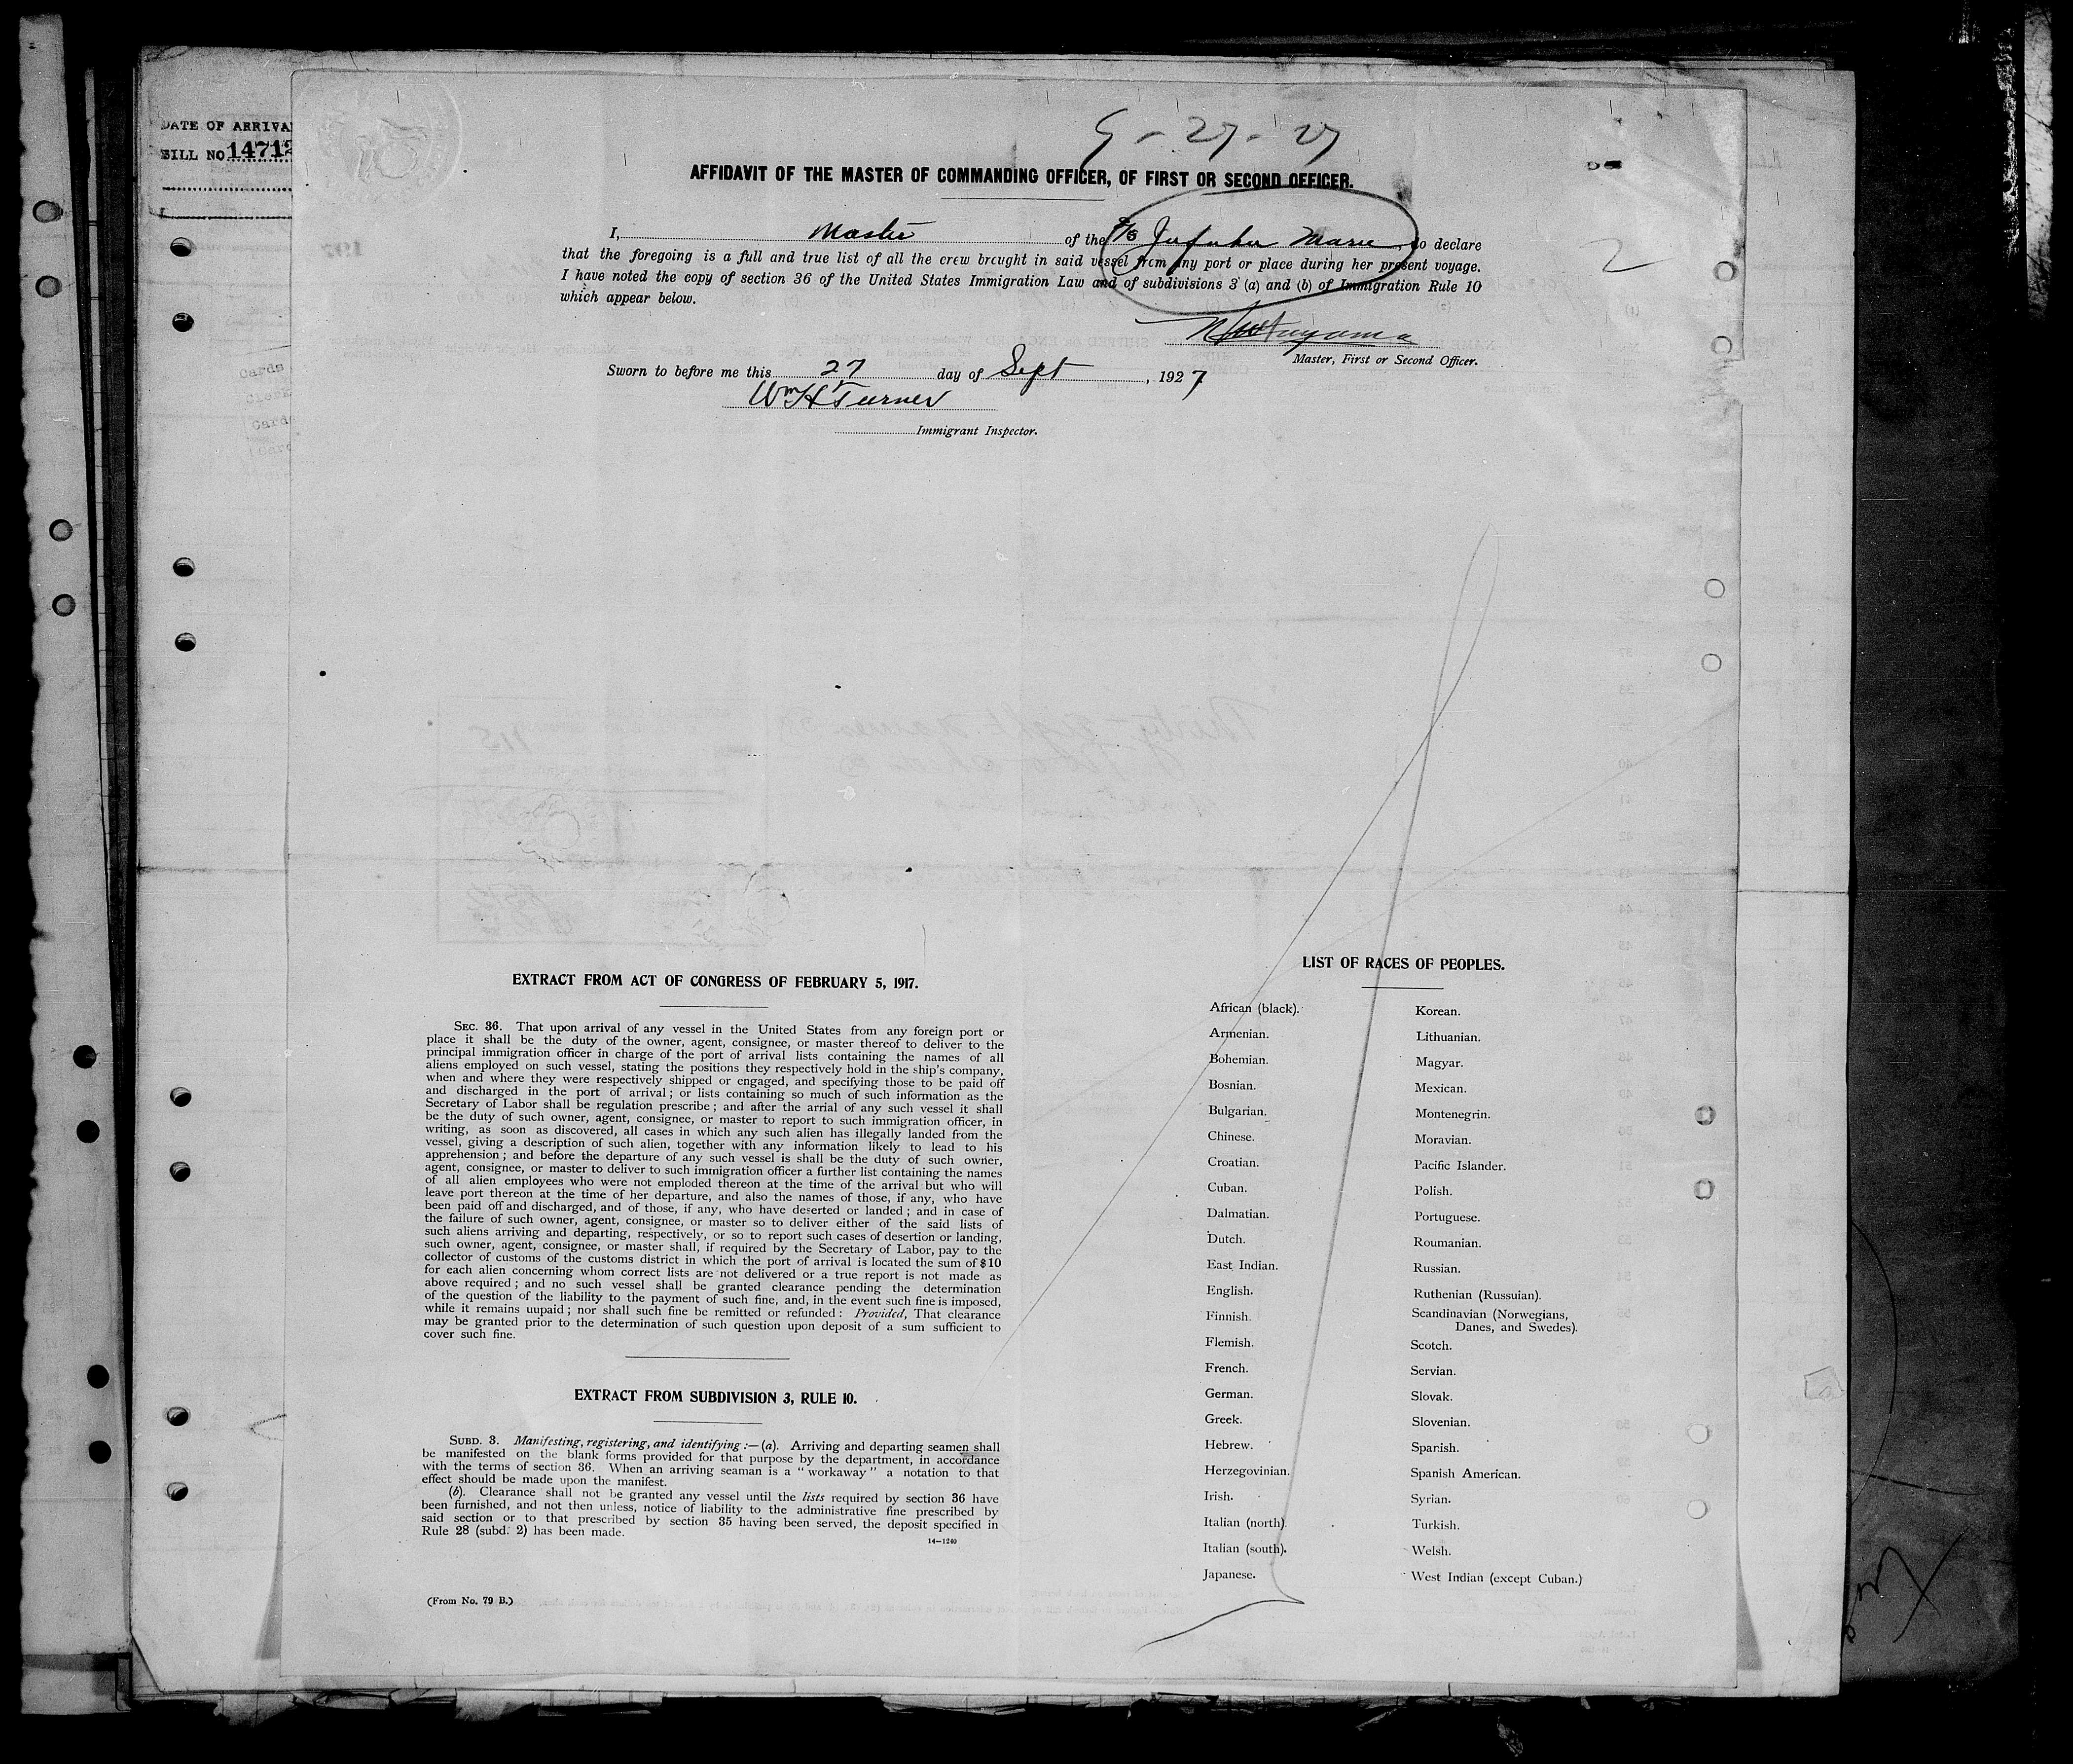 DATE OF ARRIVA
BILL NO 14712
Cards
9-27-27
AFFIDAVIT OF THE MASTER OF COMMANDING OFFICER, OF FIRST OR SECOND OFFICER.
I, Master of the S/S Maru do declare
that the foregoing is a full and true list of all the crew brought in said vessel from any port or place during her present voyage.
I have noted the copy of section 36 of the United States Immigration Law and of subdivisions 3 (a) and (b) of Immigration Rule 10
which appear below.
2
Master, First or Second Officer.
Sworn to before me this 27 day of Sept, 1927
Wm H Turner
Immigrant Inspector.
EXTRACT FROM ACT OF CONGRESS OF FEBRUARY 5, 1917.
SEC. 36. That upon arrival of any vessel in the United States from any foreign port or
place it shall be the duty of the owner, agent, consignee, or master thereof to deliver to the
principal immigration officer in charge of the port of arrival lists containing the names of all
aliens employed on such vessel, stating the positions they respectively hold in the ship's company,
when and where they were respectively shipped or engaged, and specifying those to be paid off
and discharged in the port of arrival; or lists containing so much of such information as the
Secretary of Labor shall be regulation prescribe; and after the arrial of any such vessel it shall
be the duty of such owner, agent, consignee, or master to report to such immigration officer, in
writing, as soon as discovered, all cases in which any such alien has illegally landed from the
vessel, giving a description of such alien, together with any information likely to lead to his
apprehension; and before the departure of any such vessel is shall be the duty of such owner,
agent, consignee, or master to deliver to such immigration officer a further list containing the names
of all alien employees who were not emploded thereon at the time of the arrival but who will
leave port thereon at the time of her departure, and also the names of those, if any, who have
been paid off and discharged, and of those, if any, who have deserted or landed; and in case of
the failure of such owner, agent, consignee, or master so to deliver either of the said lists of
such aliens arriving and departing, respectively, or so to report such cases of desertion or landing,
such owner, agent, consignee, or master shall, if required by the Secretary of Labor, pay to the
collector of customs of the customs district in which the port of arrival is located the sum of $10
for each alien concerning whom correct lists are not delivered or a true report is not made as
above required; and no such vessel shall be granted clearance pending the determination
of the question of the liability to the payment of such fine, and, in the event such fine is imposed,
while it remains uupaid; nor shall such fine be remitted or refunded: Provided, That clearance
may be granted prior to the determination of such question upon deposit of a sum sufficient to
cover such fine.
EXTRACT FROM SUBDIVISION 3, RULE 10.
SUBD. 3. Manifesting, registering, and identifying:—(a). Arriving and departing seamen shall
be manifested on the blank forms provided for that purpose by the department, in accordance
with the terms of section 36. When an arriving seaman is a "workaway" a notation to that
effect should be made upon the manifest.
(b). Clearance shall not be granted any vessel until the lists required by section 36 have
been furnished, and not then unless, notice of liability to the administrative fine prescribed by
said section or to that prescribed by section 35 having been served, the deposit specified in
Rule 28 (subd. 2) has been made.
14—1240
(From No. 79 B.)
LIST OF RACES OF PEOPLES.
African (black).
Armenian.
Bohemian.
Bosnian.
Bulgarian.
Chinese.
Croatian.
Cuban.
Dalmatian.
Dutch.
East Indian.
English.
Finnish.
Flemish.
French.
German.
Greek.
Hebrew.
Herzegovinian.
Irish.
Italian (north).
Italian (south).
Japanese.
Korean.
Lithuanian.
Magyar.
Mexican.
Montenegrin.
Moravian.
Pacific Islander.
Polish.
Portuguese.
Roumanian.
Russian.
Ruthenian (Russuian).
Scandinavian (Norwegians,
Danes, and Swedes).
Scotch.
Servian.
Slovak.
Slovenian.
Spanish.
Spanish American.
Syrian.
Turkish.
Welsh.
West Indian (except Cuban.)